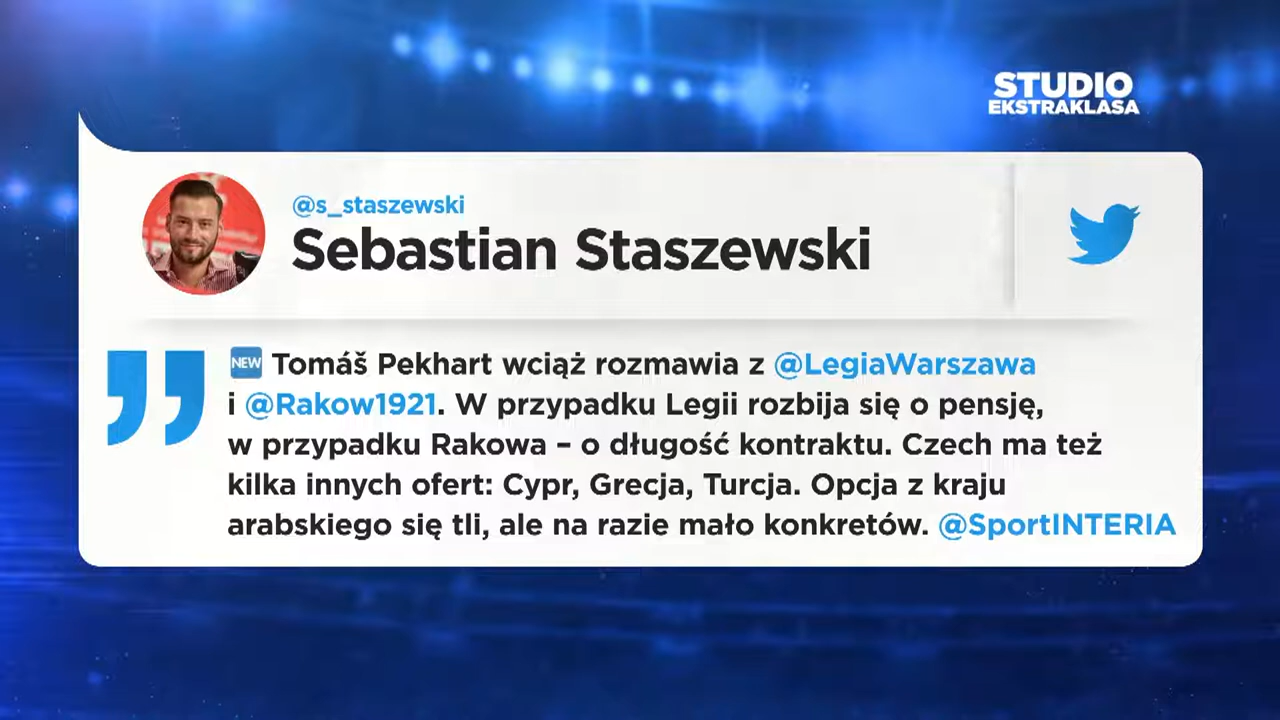 STUDIO
EKSTRAKLASA
@s_staszewski
Sebastian Staszewski
NEW Tomáš Pekhart wciąż rozmawia z @LegiaWarszawa
i @Rakow1921. W przypadku Legii rozbija się o pensję,
w przypadku Rakowa – o długość kontraktu. Czech ma też
kilka innych ofert: Cypr, Grecja, Turcja. Opcja z kraju
arabskiego się tli, ale na razie mało konkretów. @SportINTERIA